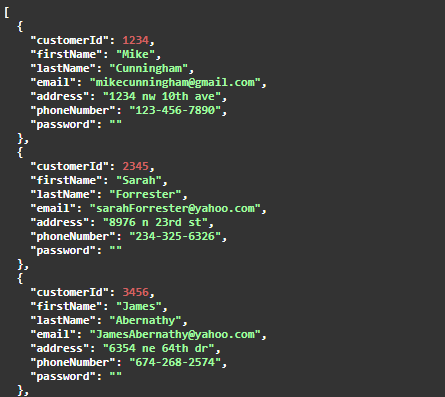 [
{
"customerId": 1234,
"firstName": "Mike",
"lastName": "Cunningham",
"email": "mikecunningham@gmail.com",
"address": "1234 nw 10th ave",
"phoneNumber": "123-456-7890",
"password": ""
},
{
"customerId": 2345,
"firstName": "Sarah",
"lastName": "Forrester",
"email": "sarahForrester@yahoo.com",
"address": "8976 n 23rd st",
"phoneNumber": "234-325-6326",
"password": ""
},
{
"customerId": 3456,
"firstName": "James",
"lastName": "Abernathy",
"email": "JamesAbernathy@yahoo.com",
"address": "6354 ne 64th dr",
"phoneNumber": "674-268-2574",
"password": ""
},